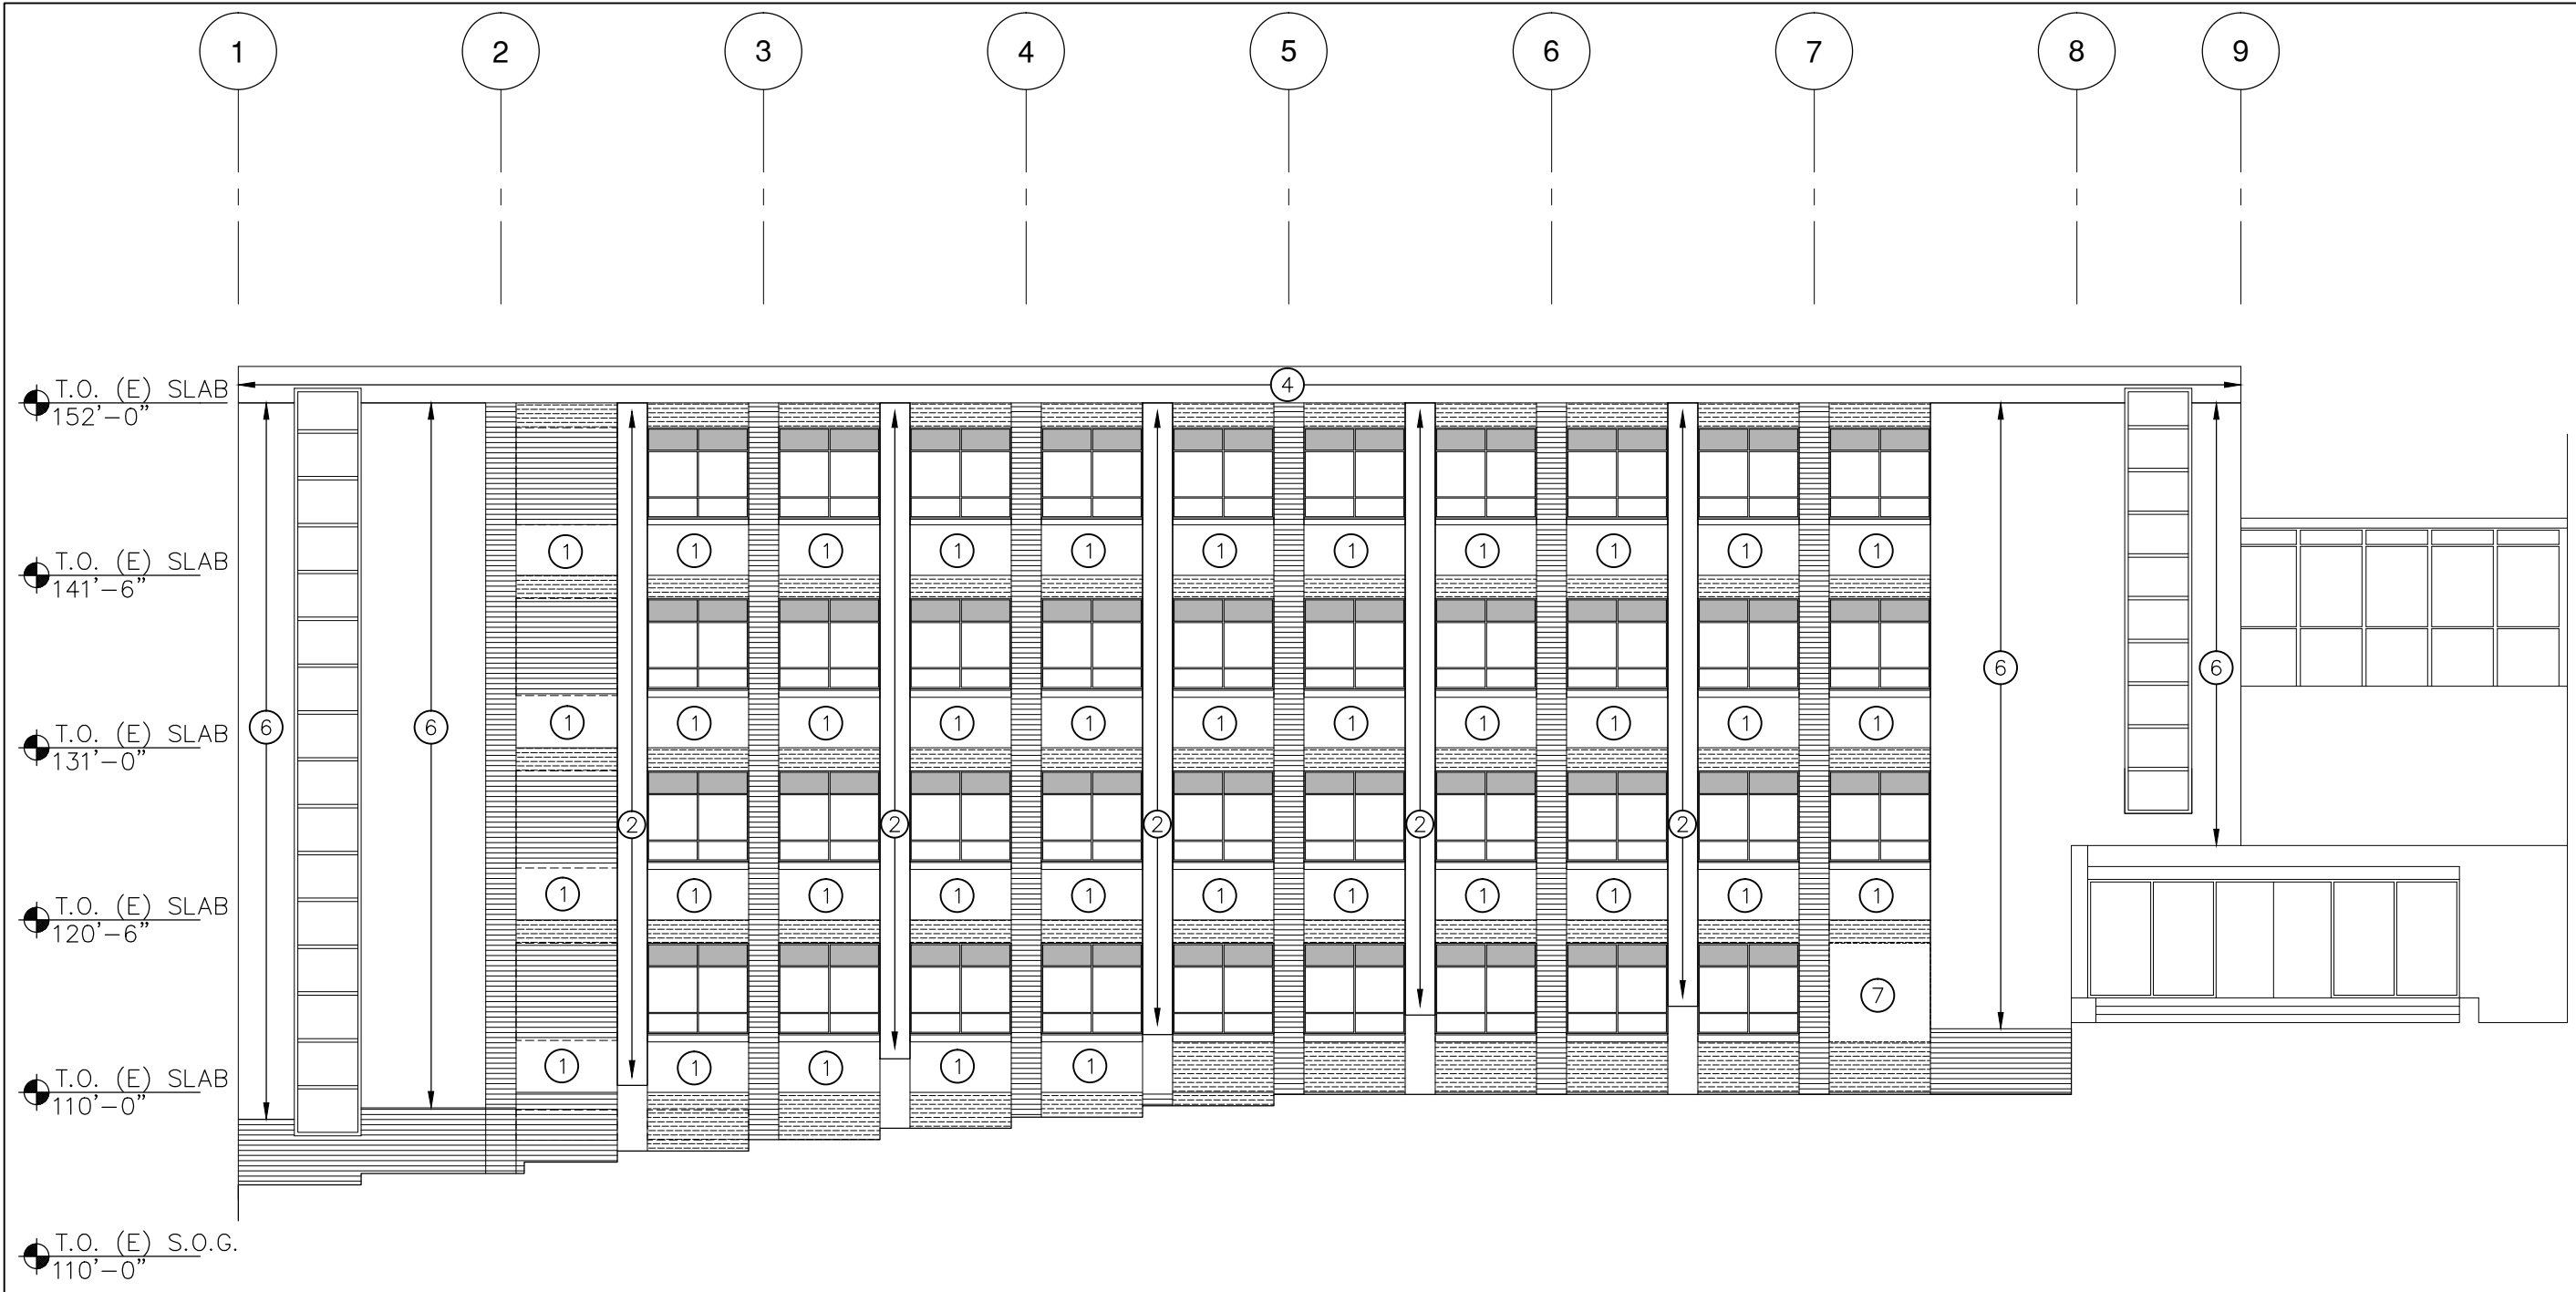 1 2 3 4 5 6 7 8 9
4
T.O. (E) SLAB
152'-0"
1 1 1 1 1 1 1 1 1 1 1
T.O. (E) SLAB
141'-6"
6 6
1 1 1 1 1 1 1 1 1 1 1
6 6
T.O. (E) SLAB
131'-0"
2 2 2 2 2
1 1 1 1 1 1 1 1 1 1 1
T.O. (E) SLAB
120'-6"
7
1 1 1 1 1
T.O. (E) SLAB
110'-0"
T.O. (E) S.O.G.
110'-0"